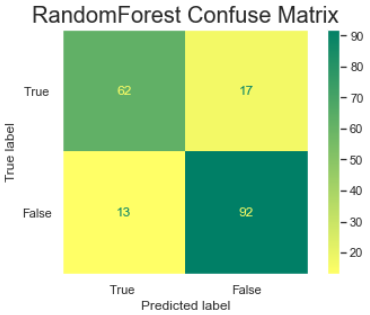 RandomForest Confuse Matrix
True label
True
62
17
False
13
92
True
False
Predicted label
90
80
70
60
50
40
30
20